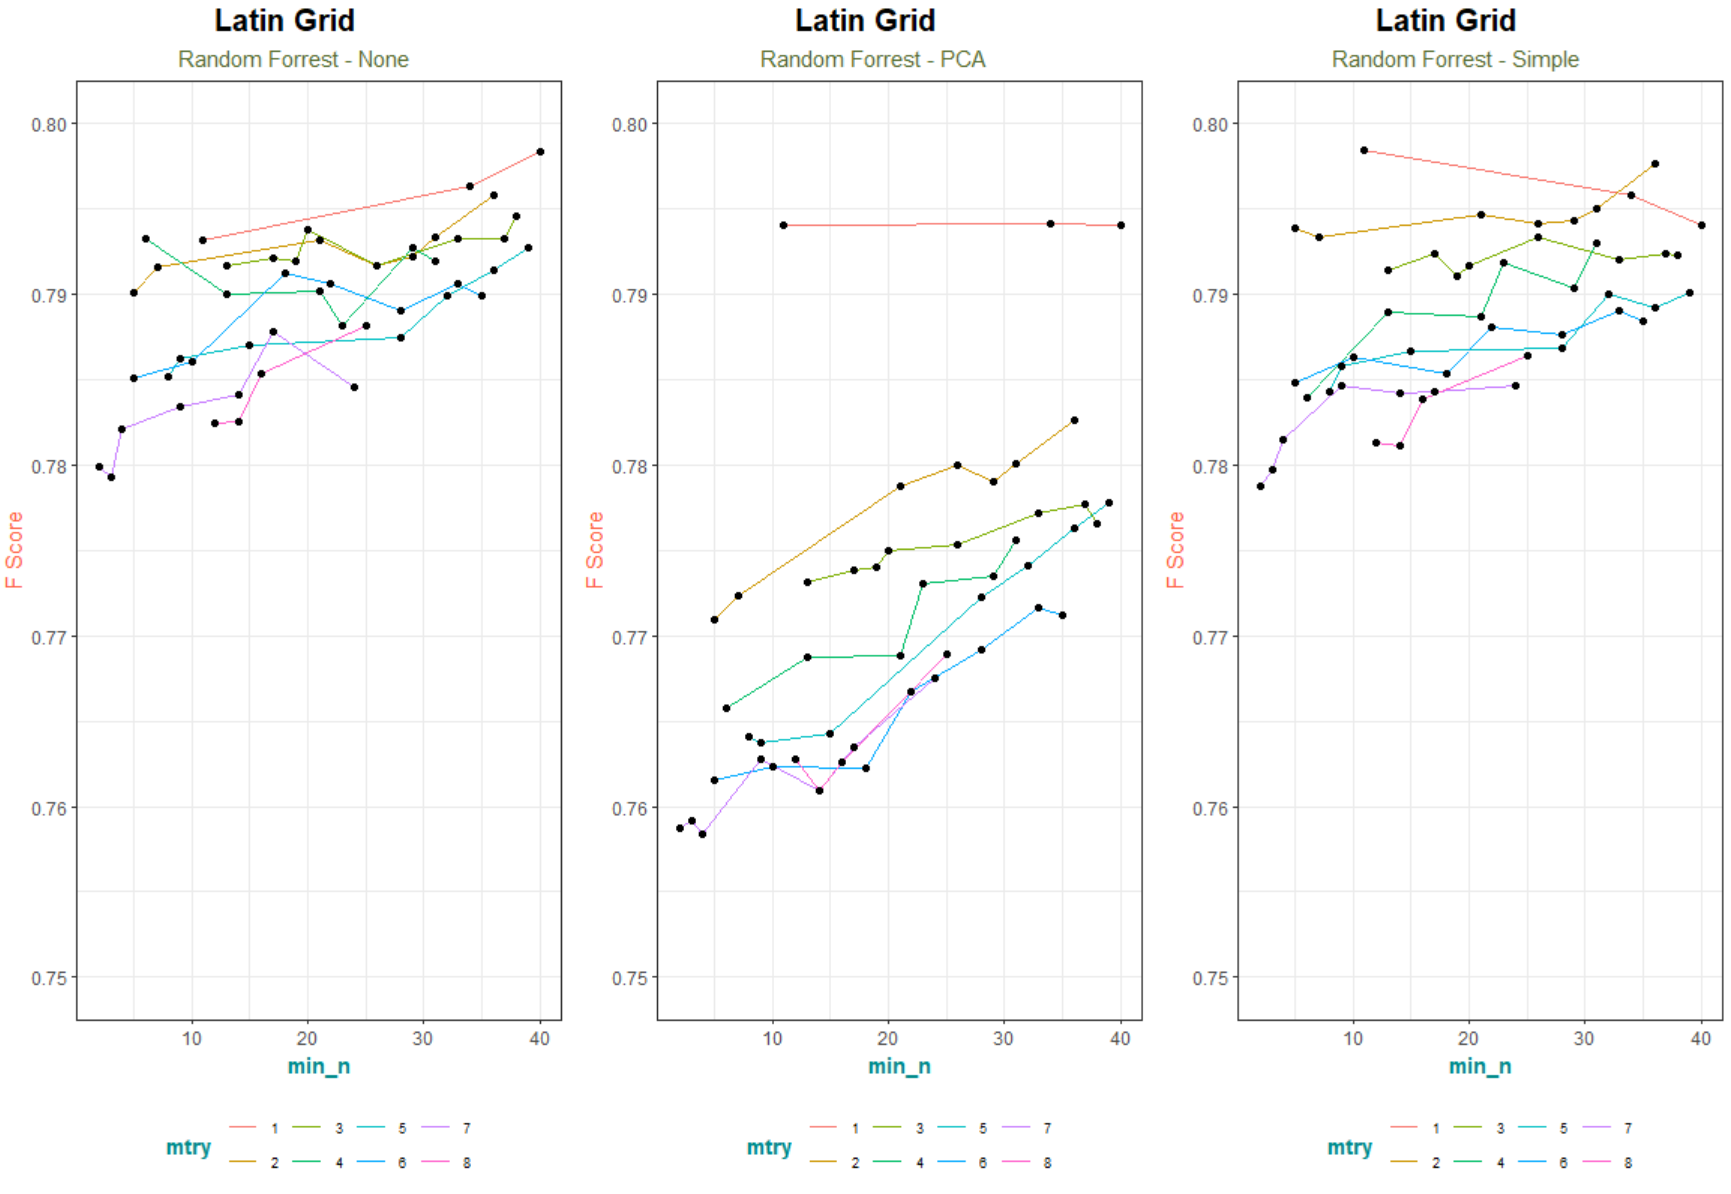 Latin Grid
Random Forrest - None
0.80
0.79
0.78
0.77
0.76
0.75
F Score
10 20 30 40
min_n
mtry
1 3 5 7
2 4 6 8
Latin Grid
Random Forrest - PCA
0.80
0.79
0.78
0.77
0.76
0.75
F Score
10 20 30 40
min_n
mtry
1 3 5 7
2 4 6 8
Latin Grid
Random Forrest - Simple
0.80
0.79
0.78
0.77
0.76
0.75
F Score
10 20 30 40
min_n
mtry
1 3 5 7
2 4 6 8